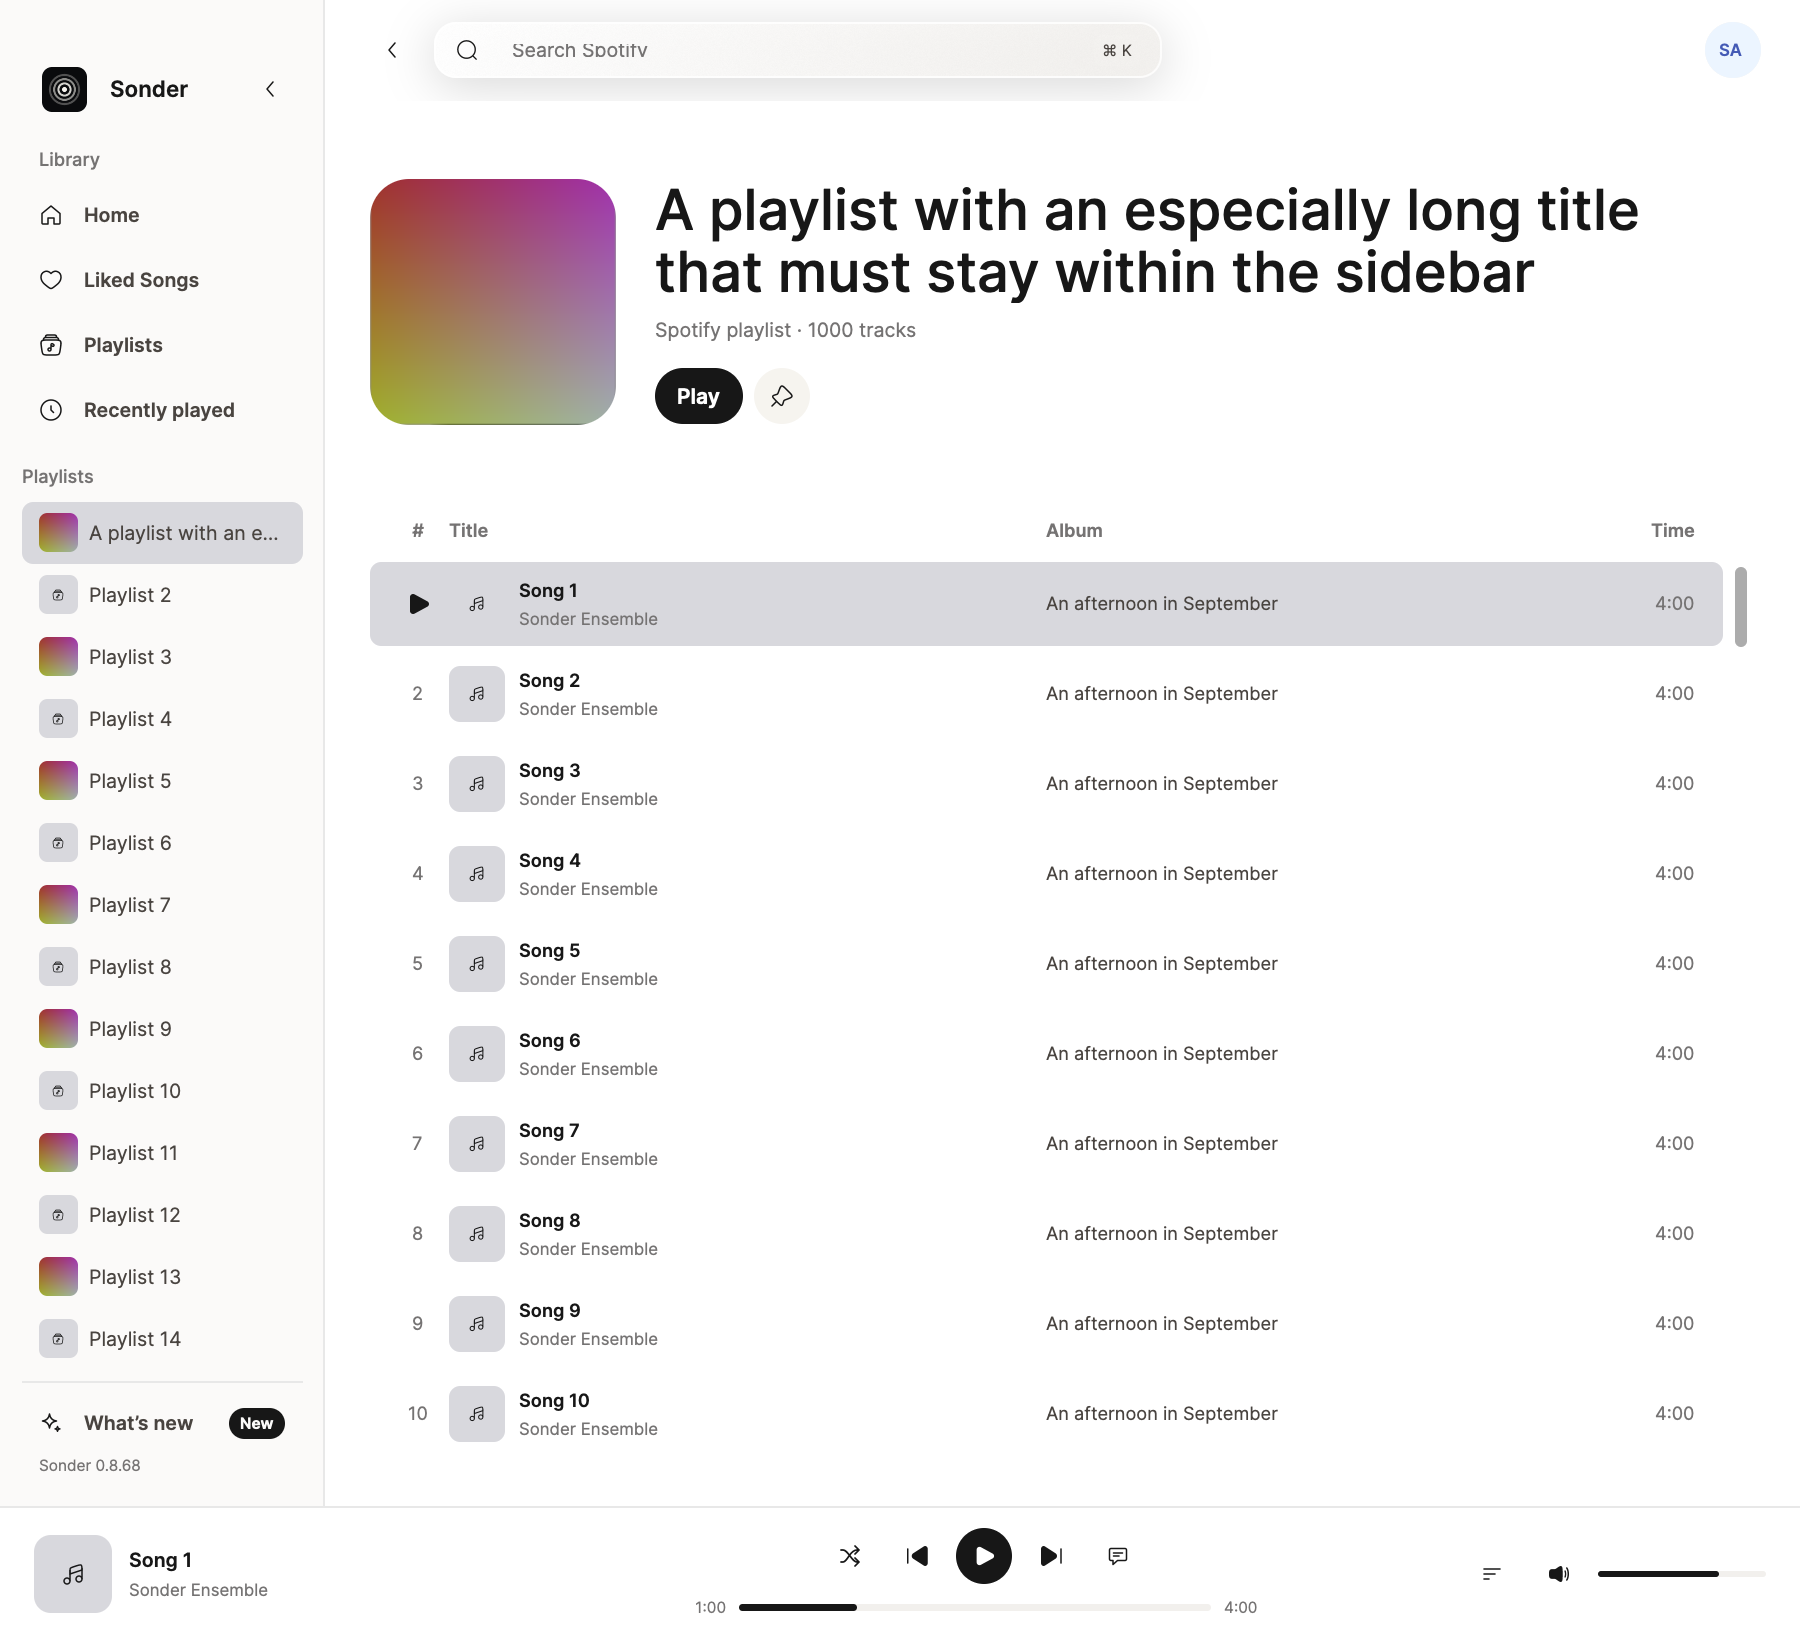 Sonder
Library
Home
Liked Songs
Playlists
Recently played
Playlists
A playlist with an e...
Playlist 2
Playlist 3
Playlist 4
Playlist 5
Playlist 6
Playlist 7
Playlist 8
Playlist 9
Playlist 10
Playlist 11
Playlist 12
Playlist 13
Playlist 14
What's new New
Sonder 0.8.68
Search Spotify ⌘ K
SA
A playlist with an especially long title
that must stay within the sidebar
Spotify playlist · 1000 tracks
Play
# Title Album Time
Song 1
Sonder Ensemble
An afternoon in September
4:00
2
Song 2
Sonder Ensemble
An afternoon in September
4:00
3
Song 3
Sonder Ensemble
An afternoon in September
4:00
4
Song 4
Sonder Ensemble
An afternoon in September
4:00
5
Song 5
Sonder Ensemble
An afternoon in September
4:00
6
Song 6
Sonder Ensemble
An afternoon in September
4:00
7
Song 7
Sonder Ensemble
An afternoon in September
4:00
8
Song 8
Sonder Ensemble
An afternoon in September
4:00
9
Song 9
Sonder Ensemble
An afternoon in September
4:00
10
Song 10
Sonder Ensemble
An afternoon in September
4:00
Song 1
Sonder Ensemble
1:00
4:00